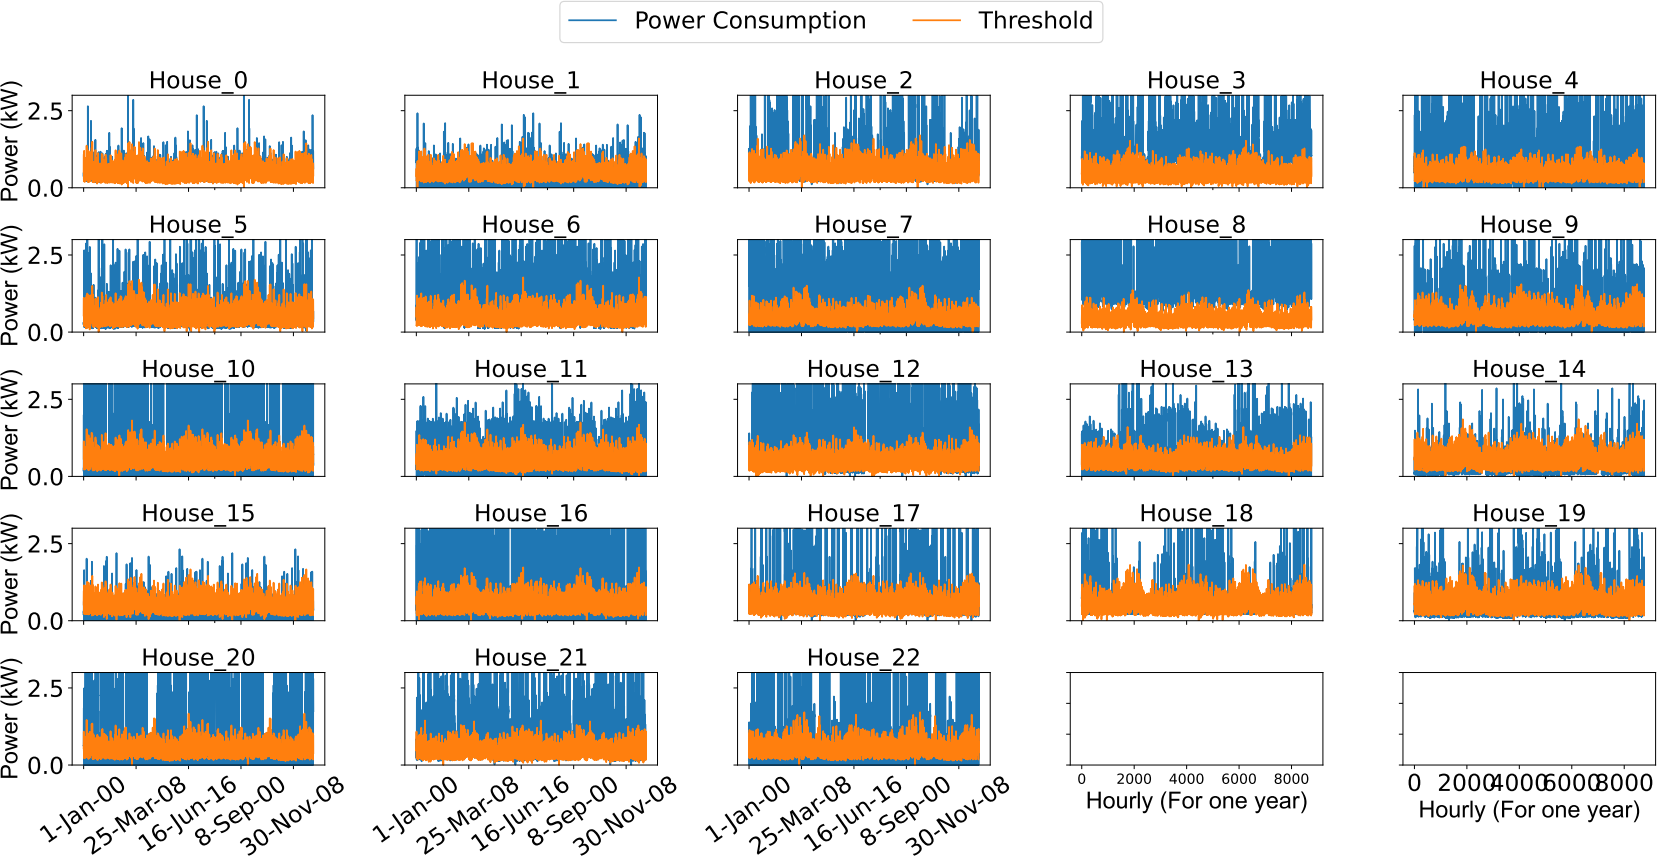 Power Consumption Threshold
House_0 House_1 House_2 House_3 House_4
Power (kW) 2.5 0.0
House_5 House_6 House_7 House_8 House_9
Power (kW) 2.5 0.0
House_10 House_11 House_12 House_13 House_14
Power (kW) 2.5 0.0
House_15 House_16 House_17 House_18 House_19
Power (kW) 2.5 0.0
House_20 House_21 House_22
Power (kW) 2.5 0.0
1-Jan-00 25-Mar-08 16-Jun-16 8-Sep-00 30-Nov-08 1-Jan-00 25-Mar-08 16-Jun-16 8-Sep-00 30-Nov-08 1-Jan-00 25-Mar-08 16-Jun-16 8-Sep-00 30-Nov-08 0 2000 4000 6000 8000 0 2000 4000 6000 8000
Hourly (For one year) Hourly (For one year)